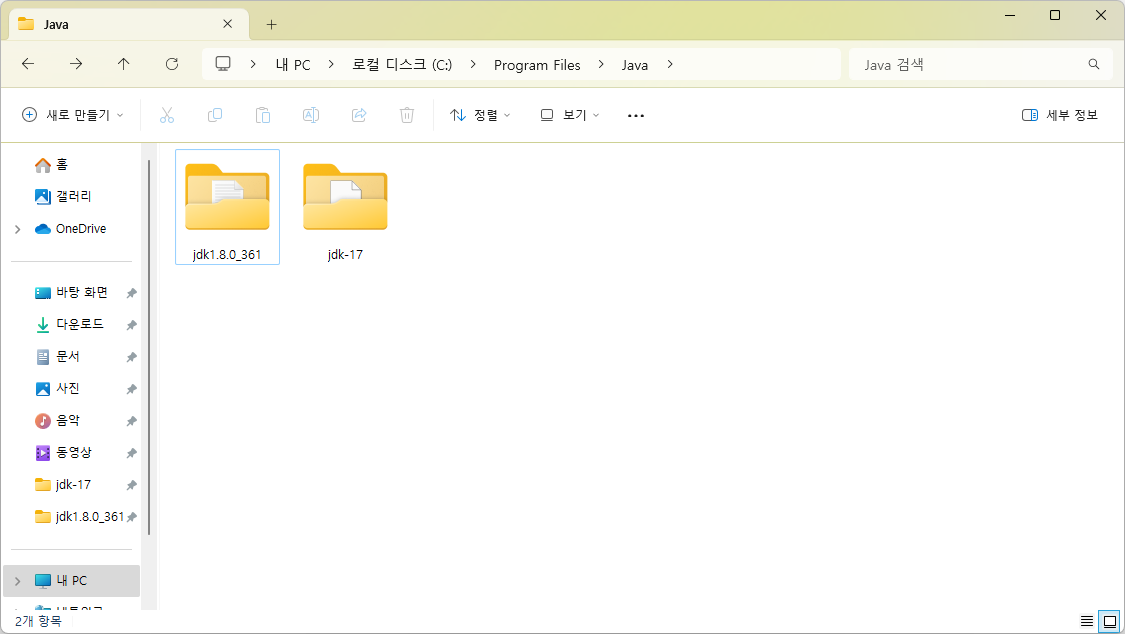 Java
내 PC
로컬 디스크 (C:)
Program Files
Java
Java 검색
새로 만들기
정렬
보기
세부 정보
홈
갤러리
OneDrive
바탕 화면
다운로드
문서
사진
음악
동영상
jdk-17
jdk1.8.0_361
내 PC
jdk1.8.0_361
jdk-17
2개 항목